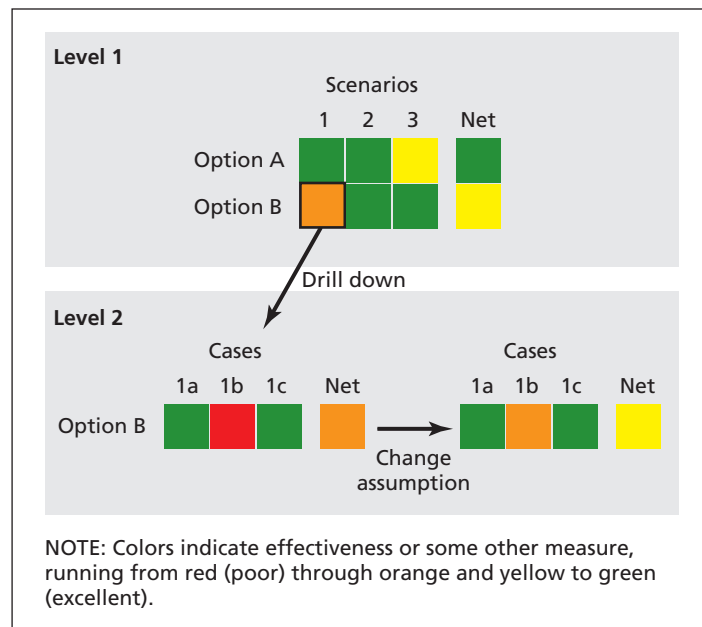 Level 1
Scenarios
1 2 3 Net
Option A
Option B
Drill down
Level 2
Cases Cases
1a 1b 1c Net 1a 1b 1c Net
Option B
Change
assumption
NOTE: Colors indicate effectiveness or some other measure,
running from red (poor) through orange and yellow to green
(excellent).